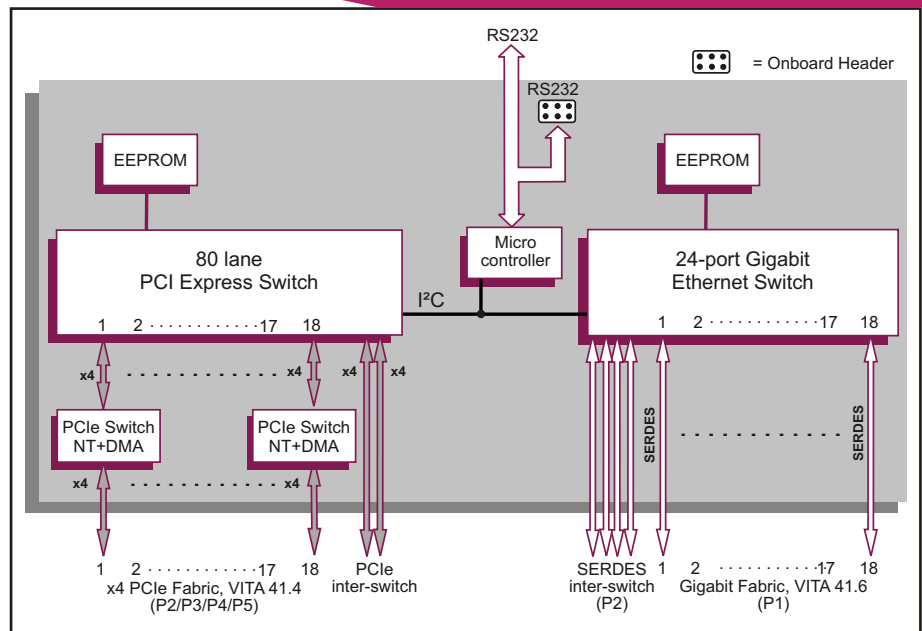 RS232
= Onboard Header
RS232
EEPROM
EEPROM
80 lane
PCI Express Switch
1 2 ············ 17 18
I²C
Micro
controller
24-port Gigabit
Ethernet Switch
1 2 ············ 17 18
x4 - - - - - - - - - - - x4 x4 x4
PCIe Switch
NT+DMA
PCIe Switch
NT+DMA
SERDES
SERDES
x4 - - - - - - - - - - - x4
1 2 ············ 17 18
x4 PCIe Fabric, VITA 41.4
(P2/P3/P4/P5)
PCIe
inter-switch
SERDES
inter-switch
(P2)
1 2 ············ 17 18
Gigabit Fabric, VITA 41.6
(P1)